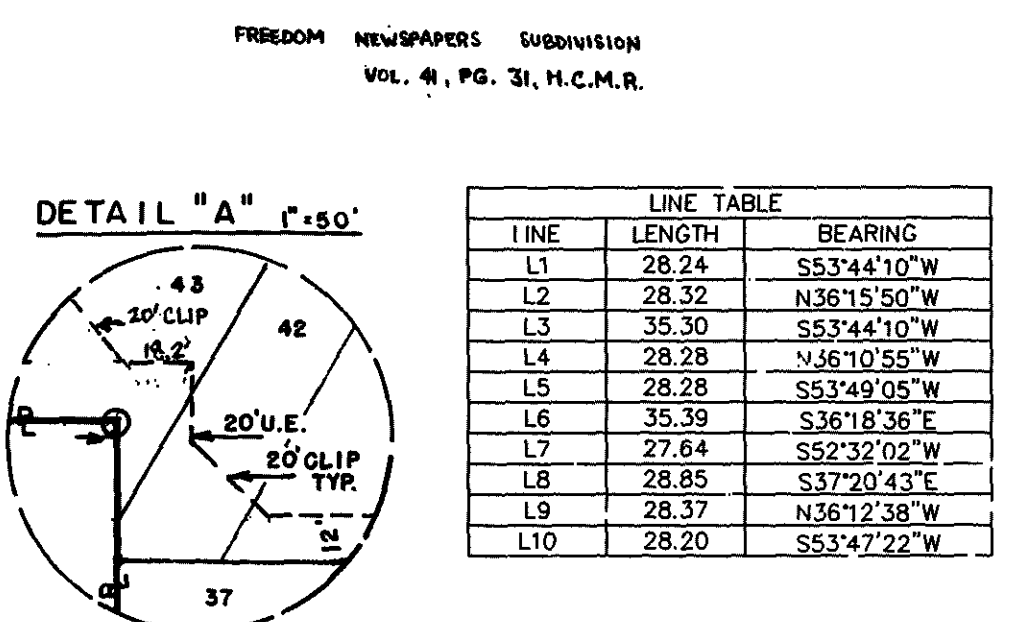 FREEDOM NEWSPAPERS SUBDIVISION
VOL. 41, PG. 31, H.C.M.R.
DETAIL "A" 1"=50'
43
20' CLIP
18.2'
42
20' U.E.
20' CLIP
TYP.
12'
37
LINE TABLE
LINE LENGTH BEARING
L1 28.24 S53°44'10"W
L2 28.32 N36°15'50"W
L3 35.30 S53°44'10"W
L4 28.28 N36°10'55"W
L5 28.28 S53°49'05"W
L6 35.39 S36°18'36"E
L7 27.64 S52°32'02"W
L8 28.85 S37°20'43"E
L9 28.37 N36°12'38"W
L10 28.20 S53°47'22"W